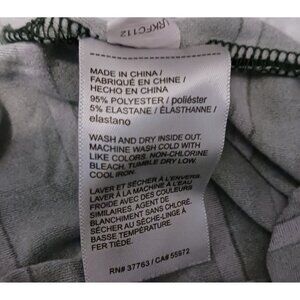 RKFC112
MADE IN CHINA /
FABRIQUÉ EN CHINE /
HECHO EN CHINA
95% POLYESTER / poliéster
5% ELASTANE / ÉLASTHANNE /
elastano
WASH AND DRY INSIDE OUT.
MACHINE WASH COLD WITH
LIKE COLORS. NON-CHLORINE
BLEACH. TUMBLE DRY LOW.
COOL IRON.
LAVER ET SÉCHER À L'ENVERS.
LAVER À LA MACHINE À L'EAU
FROIDE AVEC DES COULEURS
SIMILAIRES. AGENT DE
BLANCHIMENT SANS CHLORE.
SÉCHER AU SÈCHE-LINGE À
BASSE TEMPÉRATURE.
FER TIÈDE.
RN# 37763 / CA# 55972